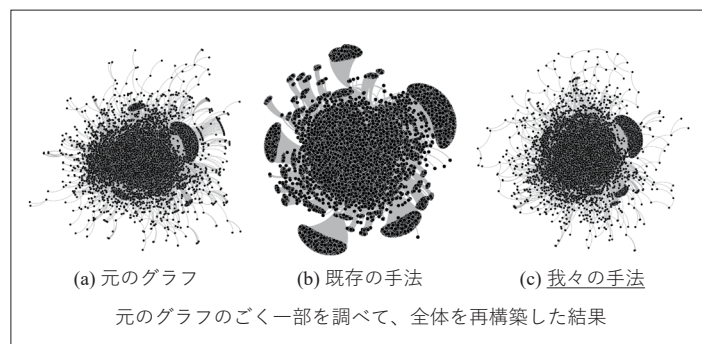 (a) 元のグラフ
(b) 既存の手法
(c) 我々の手法
元のグラフのごく一部を調べて、全体を再構築した結果